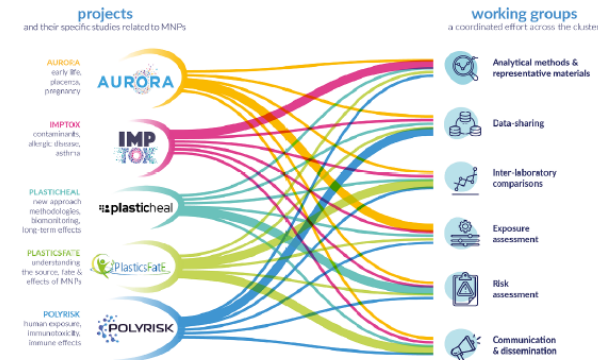 projects
and their specific studies related to MNPs
working groups
a coordinated effort across the cluster
AURORA
early life,
placenta,
pregnancy
AURORA
IMPTOX
contaminants,
allergic disease,
asthma
IMP
TOX
PLASTICHEAL
new approach
methodologies,
biomonitoring,
long-term effects
plasticheal
PLASTICSFATE
understanding
the source, fate &
effects of MNPs
PlasticsFatE
POLYRISK
human exposure,
immunotoxicity,
immune effects
POLYRISK
Analytical methods &
representative materials
Data-sharing
Inter-laboratory
comparisons
Exposure
assessment
Risk
assessment
Communication
& dissemination